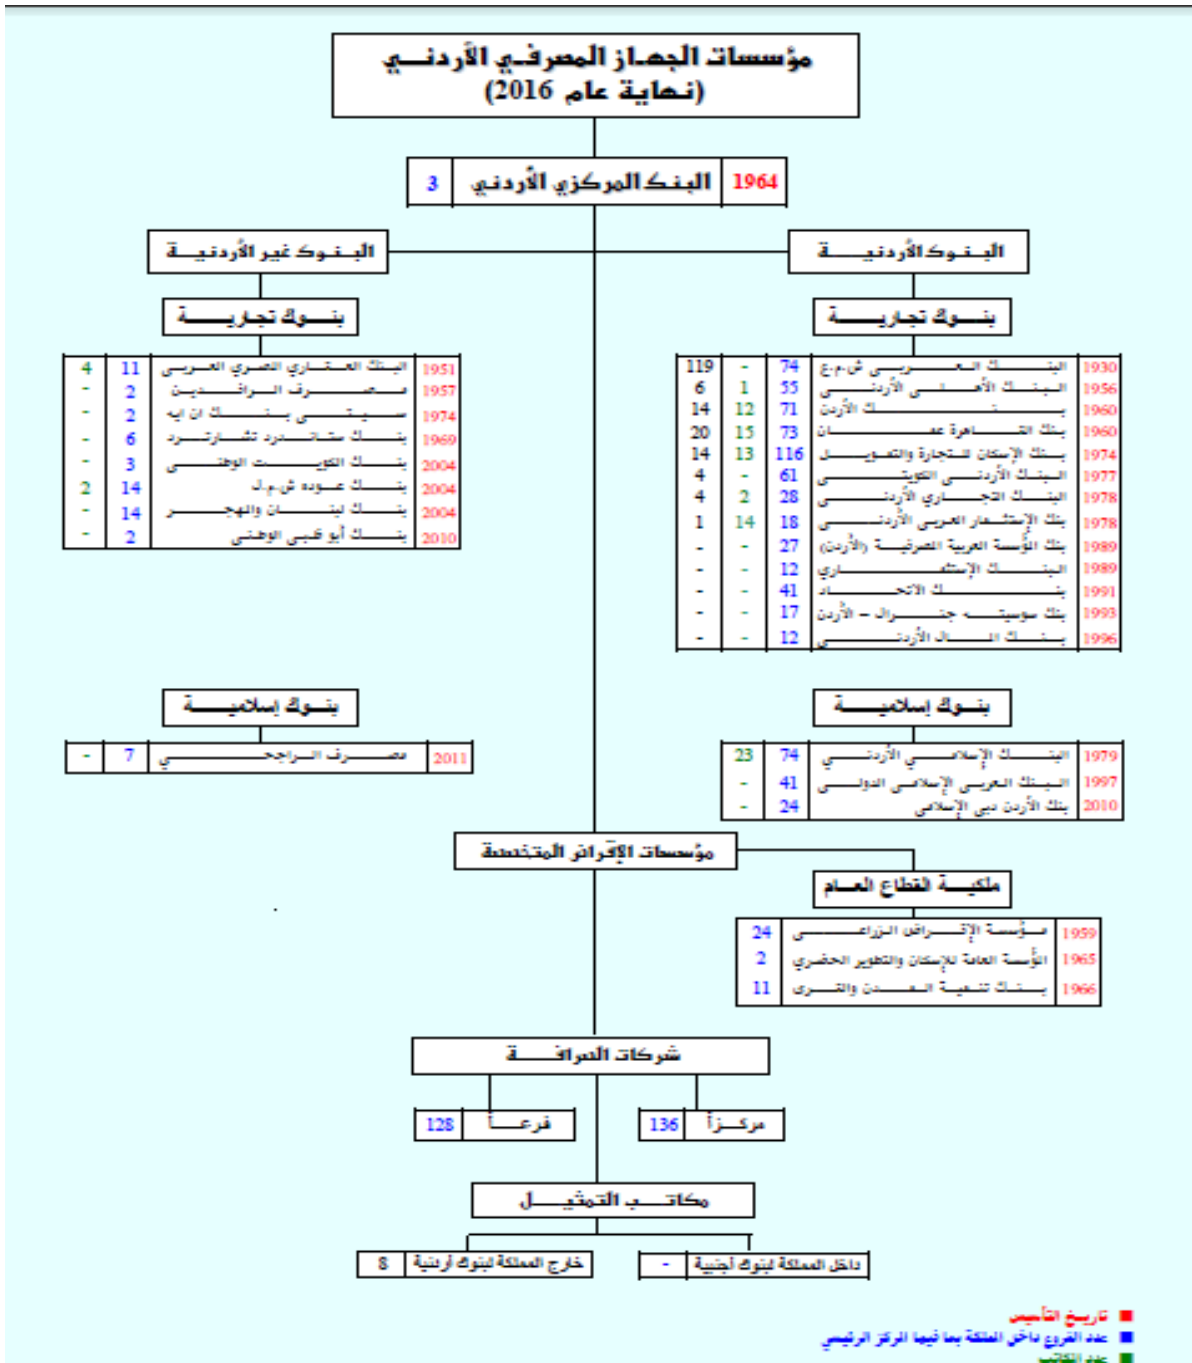 مؤسسات الجهاز المصرفي الأردني
(نهاية عام 2016)
1964 البنك المركزي الأردني 3
البنوك الأردنية
بنوك تجارية
1930 البنك العربي ش.م.ع 74 - 119
1956 البنك الأهلي الأردني 55 1 6
1960 بنك الأردن 71 12 14
1960 بنك القاهرة عمان 73 15 20
1974 بنك الإسكان للتجارة والتمويل 116 13 14
1977 البنك الأردني الكويتي 61 - 4
1978 البنك التجاري الأردني 28 2 4
1978 بنك الإستثمار العربي الأردني 18 14 1
1989 بنك المؤسسة العربية المصرفية (الأردن) 27 - -
1989 البنك الإستثماري 12 - -
1991 بنك الاتحاد 41 - -
1993 بنك سوسيته جنرال – الأردن 17 - -
1996 بنك المال الأردني 12 - -
البنوك غير الأردنية
بنوك تجارية
1951 البنك العقاري المصري العربي 11 4
1957 مصرف الرافدين 2 -
1974 سيتي بنك ان ايه 2 -
1969 بنك ستاندرد تشارترد 6 -
2004 بنك الكويت الوطني 3 -
2004 بنك عوده ش.م.ل 14 2
2004 بنك لبنان والمهجر 14 -
2010 بنك أبو ظبي الوطني 2 -
بنوك إسلامية
1979 البنك الإسلامي الأردني 74 23
1997 البنك العربي الإسلامي الدولي 41 -
2010 بنك الأردن دبي الإسلامي 24 -
بنوك إسلامية
2011 مصرف الراجحي 7 -
مؤسسات الإقراض المتخصصة
ملكية القطاع العام
1959 مؤسسة الإقراض الزراعي 24
1965 المؤسسة العامة للإسكان والتطوير الحضري 2
1966 بنك تنمية المدن والقرى 11
شركات الصرافة
مركزاً 136
فرعاً 128
مكاتب التمثيل
داخل المملكة لبنوك أجنبية -
خارج المملكة لبنوك أردنية 8
تاريخ التأسيس
عدد الفروع داخل المملكة بما فيها المركز الرئيسي
عدد المكاتب